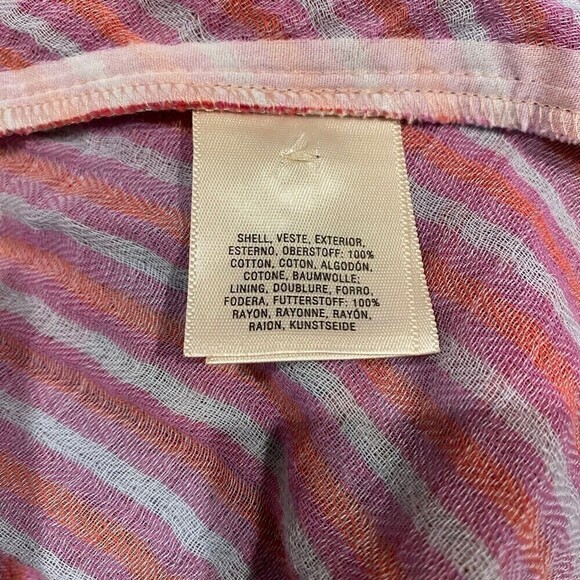 SHELL, VESTE, EXTERIOR,
ESTERNO, OBERSTOFF: 100%
COTTON, COTON, ALGODÓN,
COTONE, BAUMWOLLE;
LINING, DOUBLURE, FORRO,
FODERA, FUTTERSTOFF: 100%
RAYON, RAYONNE, RAYÓN,
RAION, KUNSTSEIDE